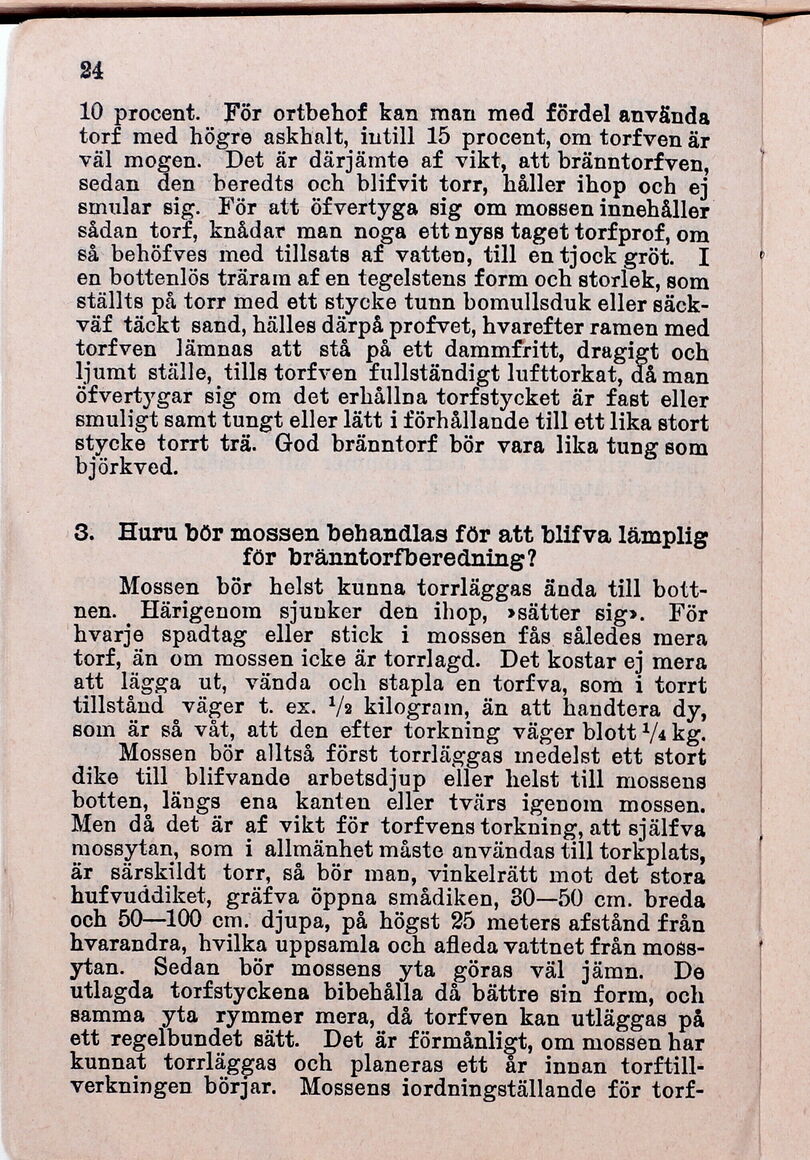 24
10 procent. För ortbehof kan man med fördel använda
torf med högre askhalt, intill 15 procent, om torfven är
väl mogen. Det är därjämte af vikt, att bränntorfven,
sedan den beredts och blifvit torr, håller ihop och ej
smular sig. För att öfvertyga sig om mossen innehåller
sådan torf, knådar man noga ett nyss taget torfprof, om
så behöfves med tillsats af vatten, till en tjock gröt. I
en bottenlös träram af en tegelstens form och storlek, som
ställts på torr med ett stycke tunn bomullsduk eller säck-
väf täckt sand, hälles därpå profvet, hvarefter ramen med
torfven lämnas att stå på ett dammfritt, dragigt och
ljumt ställe, tills torfven fullständigt lufttorkat, då man
öfvertygar sig om det erhållna torfstycket är fast eller
smuligt samt tungt eller lätt i förhållande till ett lika stort
stycke torrt trä. God bränntorf bör vara lika tung som
björkved.
3. Huru bör mossen behandlas för att blifva lämplig
för bränntorfberedning?
Mossen bör helst kunna torrläggas ända till bott-
nen. Härigenom sjunker den ihop, »sätter sig». För
hvarje spadtag eller stick i mossen fås således mera
torf, än om mossen icke är torrlagd. Det kostar ej mera
att lägga ut, vända och stapla en torfva, som i torrt
tillstånd väger t. ex. 1/2 kilogram, än att handtera dy,
som är så våt, att den efter torkning väger blott 1/4 kg.
Mossen bör alltså först torrläggas medelst ett stort
dike till blifvande arbetsdjup eller helst till mossens
botten, längs ena kanten eller tvärs igenom mossen.
Men då det är af vikt för torfvens torkning, att själfva
mossytan, som i allmänhet måste användas till torkplats,
är särskildt torr, så bör man, vinkelrätt mot det stora
hufvuddiket, gräfva öppna smådiken, 30—50 cm. breda
och 50—100 cm. djupa, på högst 25 meters afstånd från
hvarandra, hvilka uppsamla och afleda vattnet från moss-
ytan. Sedan bör mossens yta göras väl jämn. De
utlagda torfstyckena bibehålla då bättre sin form, och
samma yta rymmer mera, då torfven kan utläggas på
ett regelbundet sätt. Det är förmånligt, om mossen har
kunnat torrläggas och planeras ett år innan torftill-
verkningen börjar. Mossens iordningställande för torf-